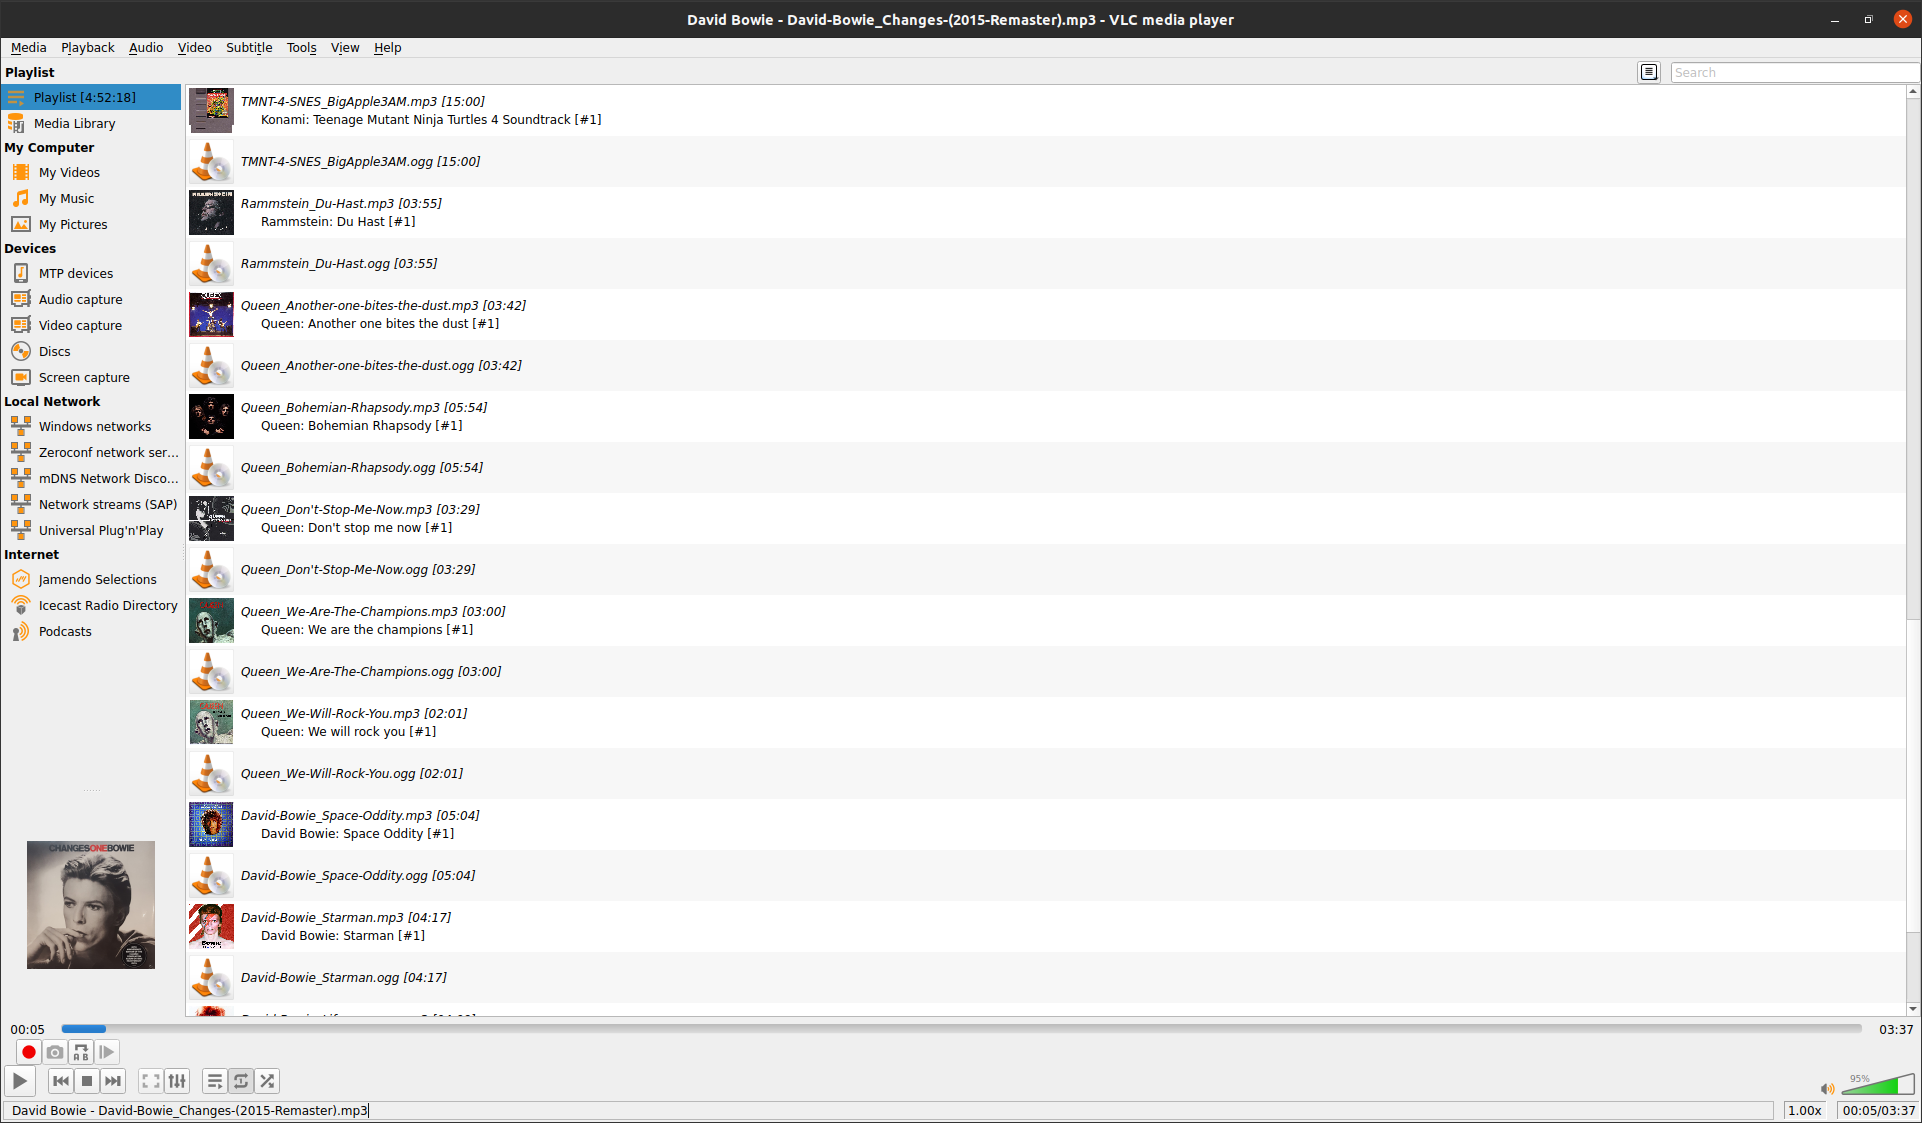 David Bowie - David-Bowie_Changes-(2015-Remaster).mp3 - VLC media player
Media Playback Audio Video Subtitle Tools View Help
Playlist
Search
Playlist [4:52:18]
Media Library
My Computer
My Videos
My Music
My Pictures
Devices
MTP devices
Audio capture
Video capture
Discs
Screen capture
Local Network
Windows networks
Zeroconf network ser...
mDNS Network Disco...
Network streams (SAP)
Universal Plug'n'Play
Internet
Jamendo Selections
Icecast Radio Directory
Podcasts
CHANGESONEBOWIE
TMNT-4-SNES_BigApple3AM.mp3 [15:00]
Konami: Teenage Mutant Ninja Turtles 4 Soundtrack [#1]
TMNT-4-SNES_BigApple3AM.ogg [15:00]
Rammstein_Du-Hast.mp3 [03:55]
Rammstein: Du Hast [#1]
Rammstein_Du-Hast.ogg [03:55]
Queen_Another-one-bites-the-dust.mp3 [03:42]
Queen: Another one bites the dust [#1]
Queen_Another-one-bites-the-dust.ogg [03:42]
Queen_Bohemian-Rhapsody.mp3 [05:54]
Queen: Bohemian Rhapsody [#1]
Queen_Bohemian-Rhapsody.ogg [05:54]
Queen_Don't-Stop-Me-Now.mp3 [03:29]
Queen: Don't stop me now [#1]
Queen_Don't-Stop-Me-Now.ogg [03:29]
Queen_We-Are-The-Champions.mp3 [03:00]
Queen: We are the champions [#1]
Queen_We-Are-The-Champions.ogg [03:00]
Queen_We-Will-Rock-You.mp3 [02:01]
Queen: We will rock you [#1]
Queen_We-Will-Rock-You.ogg [02:01]
David-Bowie_Space-Oddity.mp3 [05:04]
David Bowie: Space Oddity [#1]
David-Bowie_Space-Oddity.ogg [05:04]
David-Bowie_Starman.mp3 [04:17]
David Bowie: Starman [#1]
David-Bowie_Starman.ogg [04:17]
00:05
03:37
A B
95%
David Bowie - David-Bowie_Changes-(2015-Remaster).mp3
1.00x
00:05/03:37